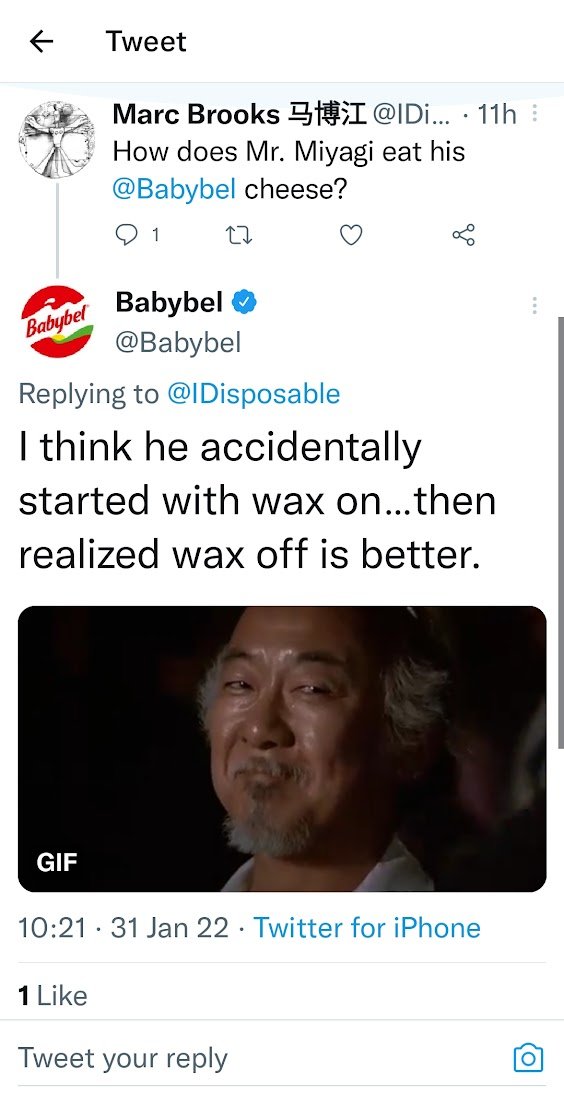 Tweet
Marc Brooks 马博江 @IDi... · 11h
How does Mr. Miyagi eat his
@Babybel cheese?
1
Babybel
Babybel
@Babybel
Replying to @IDisposable
I think he accidentally
started with wax on...then
realized wax off is better.
GIF
10:21 · 31 Jan 22 · Twitter for iPhone
1 Like
Tweet your reply